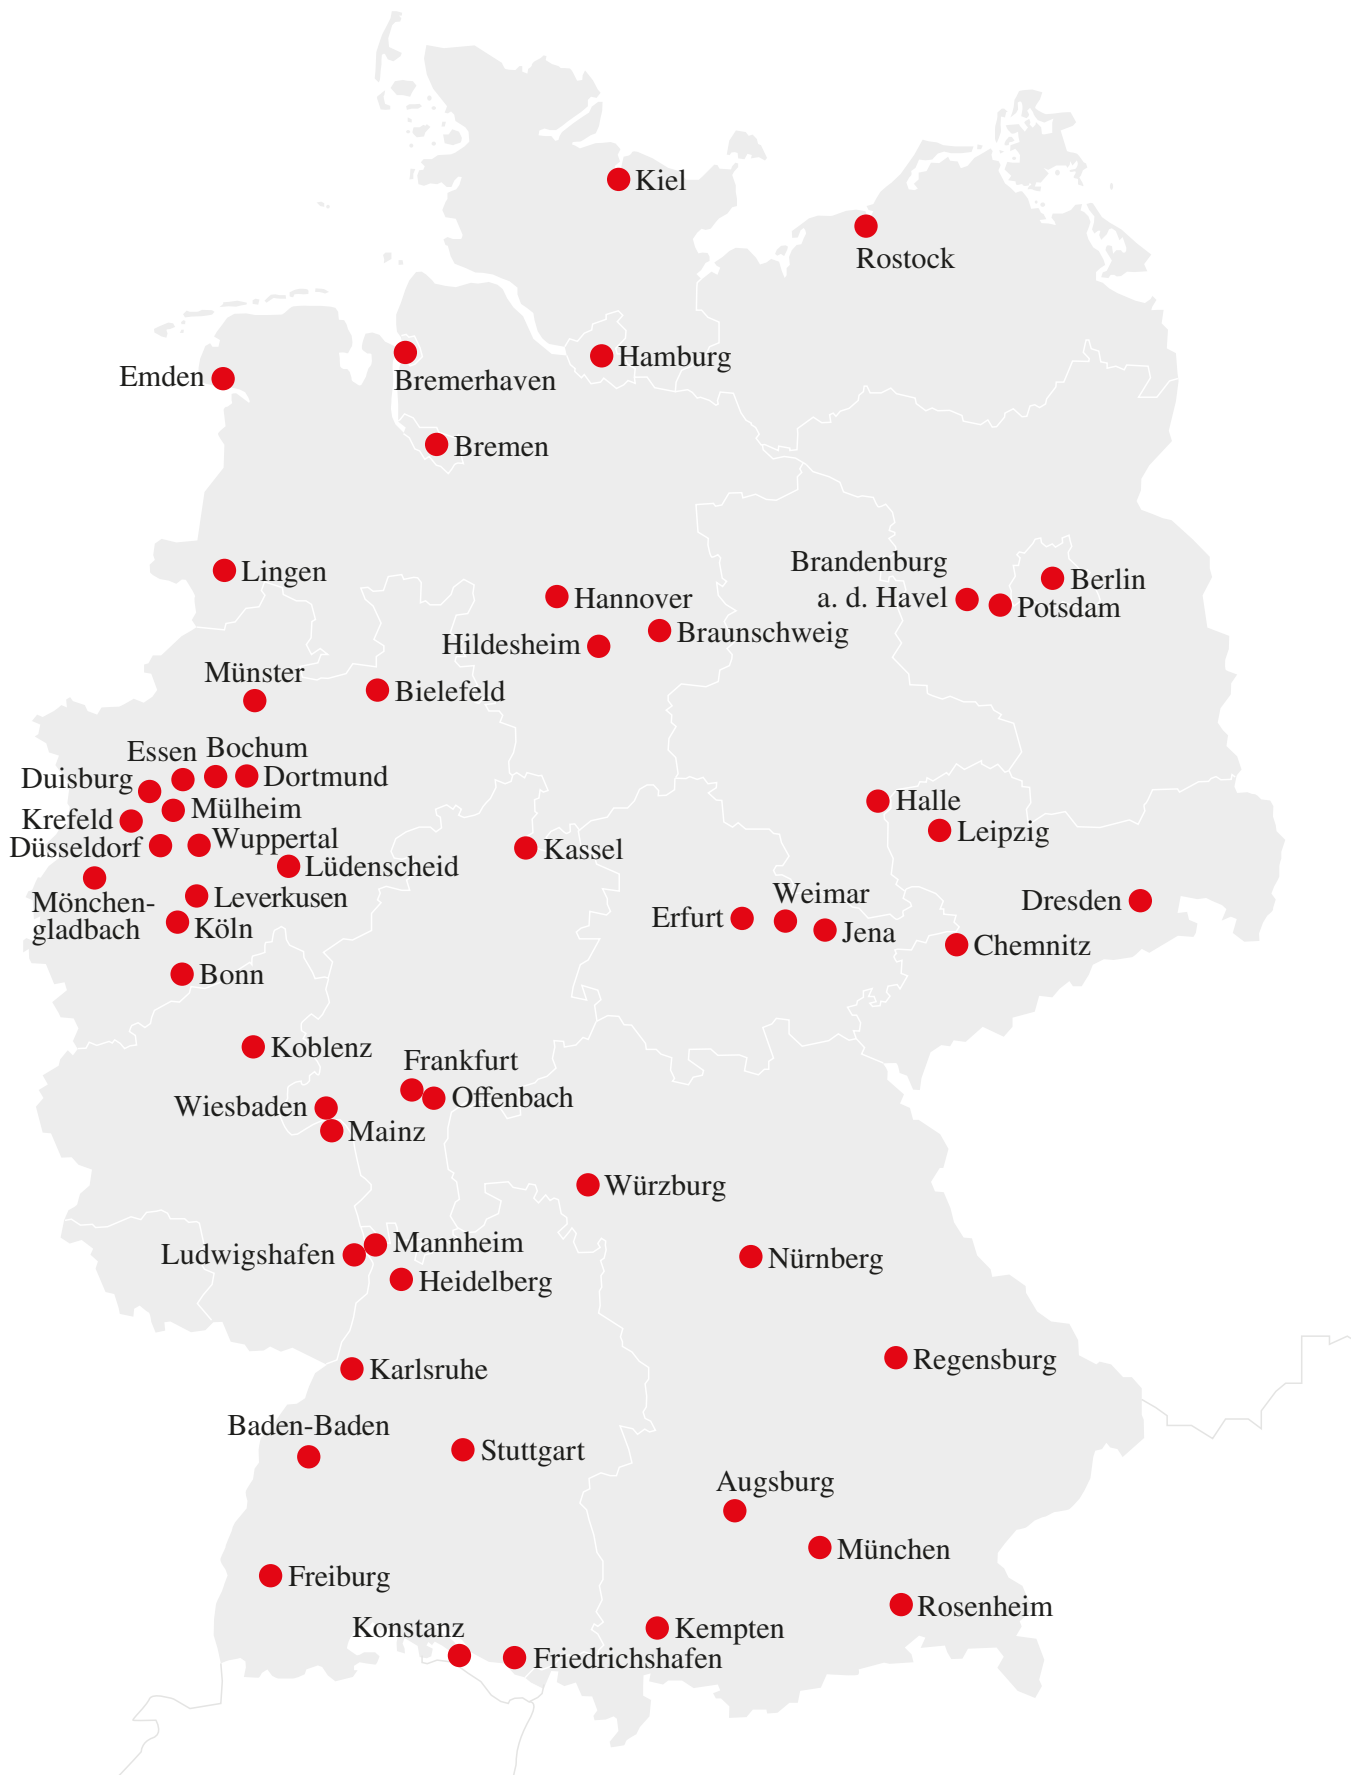 Kiel
Rostock
Hamburg
Emden
Bremerhaven
Bremen
Brandenburg
a. d. Havel
Lingen
Berlin
Hannover
Potsdam
Braunschweig
Hildesheim
Münster
Bielefeld
Essen
Bochum
Duisburg
Dortmund
Krefeld
Mülheim
Halle
Düsseldorf
Wuppertal
Leipzig
Kassel
Lüdenscheid
Mönchen-
gladbach
Leverkusen
Weimar
Dresden
Erfurt
Köln
Jena
Chemnitz
Bonn
Koblenz
Frankfurt
Wiesbaden
Offenbach
Mainz
Würzburg
Mannheim
Ludwigshafen
Nürnberg
Heidelberg
Regensburg
Karlsruhe
Baden-Baden
Stuttgart
Augsburg
München
Freiburg
Rosenheim
Konstanz
Kempten
Friedrichshafen